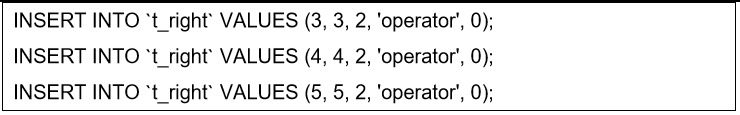 INSERT INTO `t_right` VALUES (3, 3, 2, 'operator', 0);
INSERT INTO `t_right` VALUES (4, 4, 2, 'operator', 0);
INSERT INTO `t_right` VALUES (5, 5, 2, 'operator', 0);